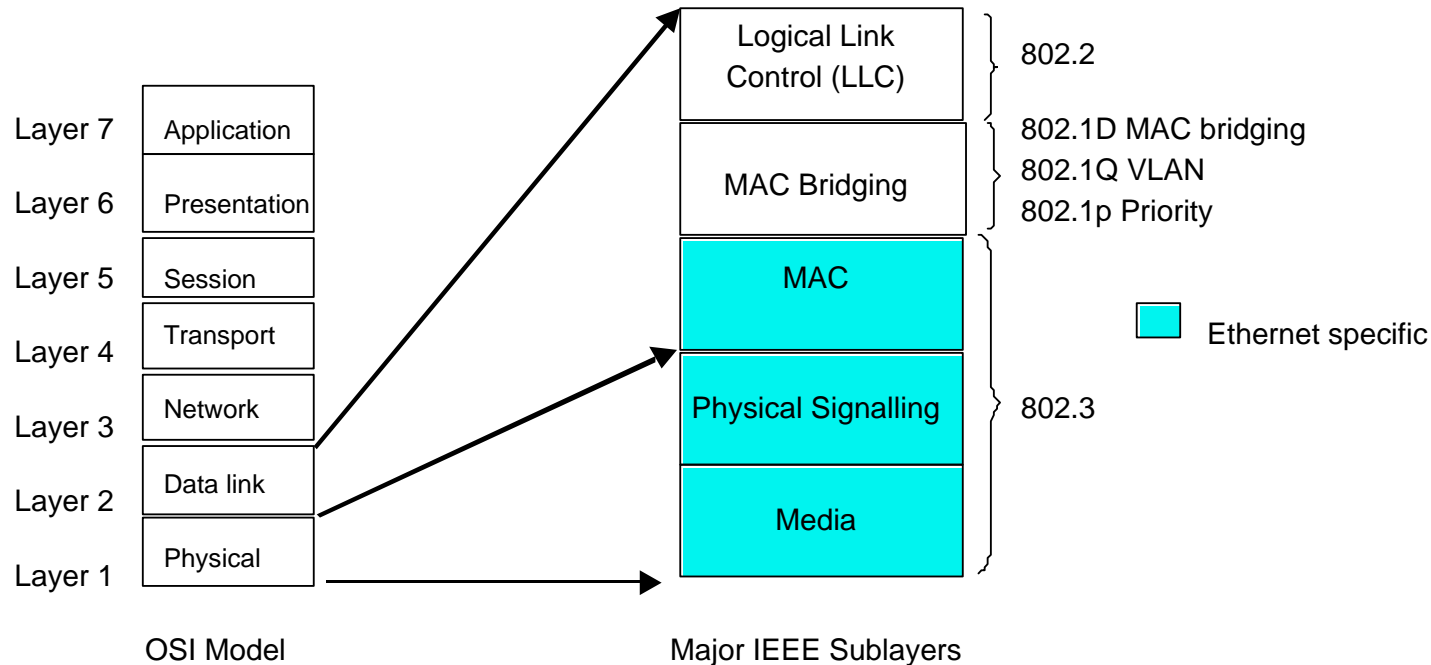 Layer 7 Application
Layer 6 Presentation
Layer 5 Session
Layer 4 Transport
Layer 3 Network
Layer 2 Data link
Layer 1 Physical
OSI Model
Logical Link
Control (LLC)
802.2
MAC Bridging
802.1D MAC bridging
802.1Q VLAN
802.1p Priority
MAC
Physical Signalling
Media
802.3
Major IEEE Sublayers
Ethernet specific